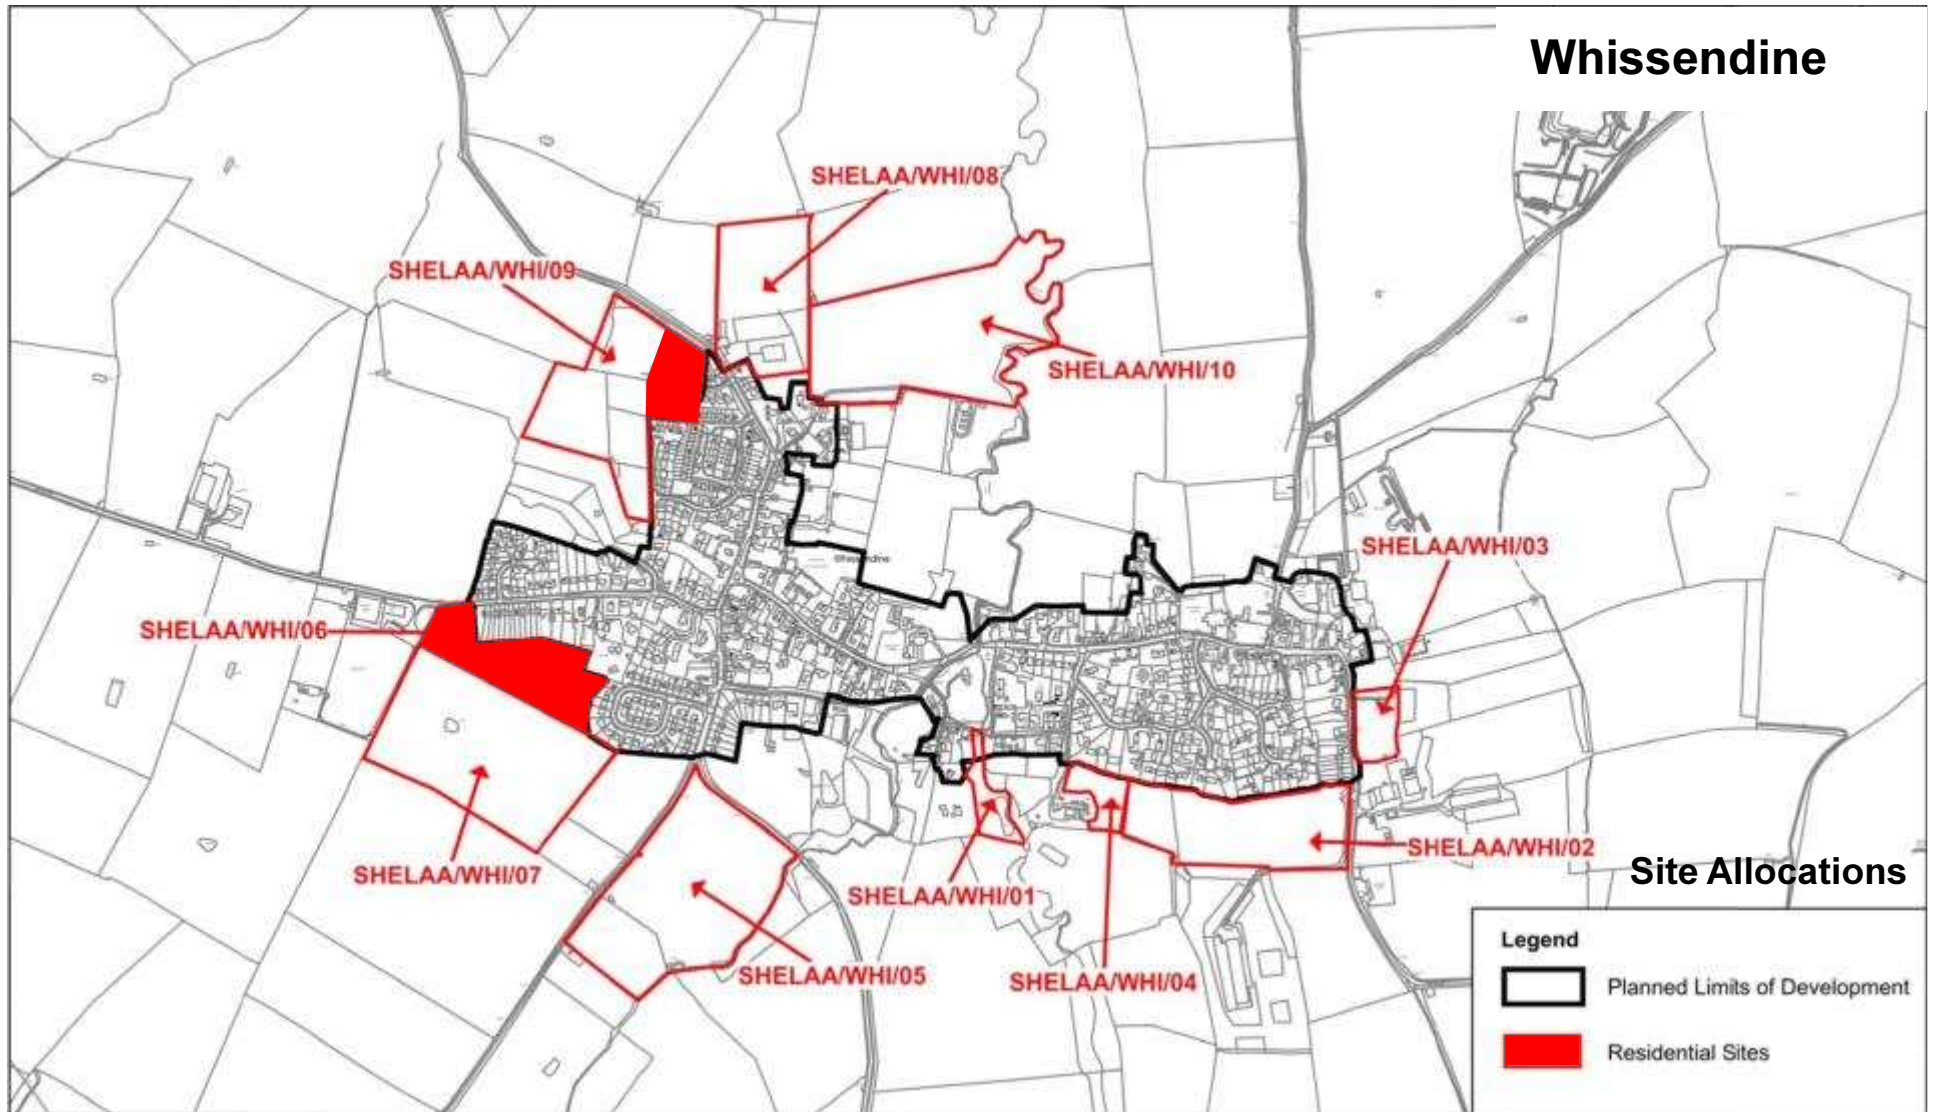 Whissendine
SHELAA/WHI/08
SHELAA/WHI/09
SHELAA/WHI/10
SHELAA/WHI/03
Whissendine
SHELAA/WHI/06
SHELAA/WHI/02
SHELAA/WHI/07
SHELAA/WHI/01
SHELAA/WHI/05
SHELAA/WHI/04
Site Allocations
Legend
Planned Limits of Development
Residential Sites